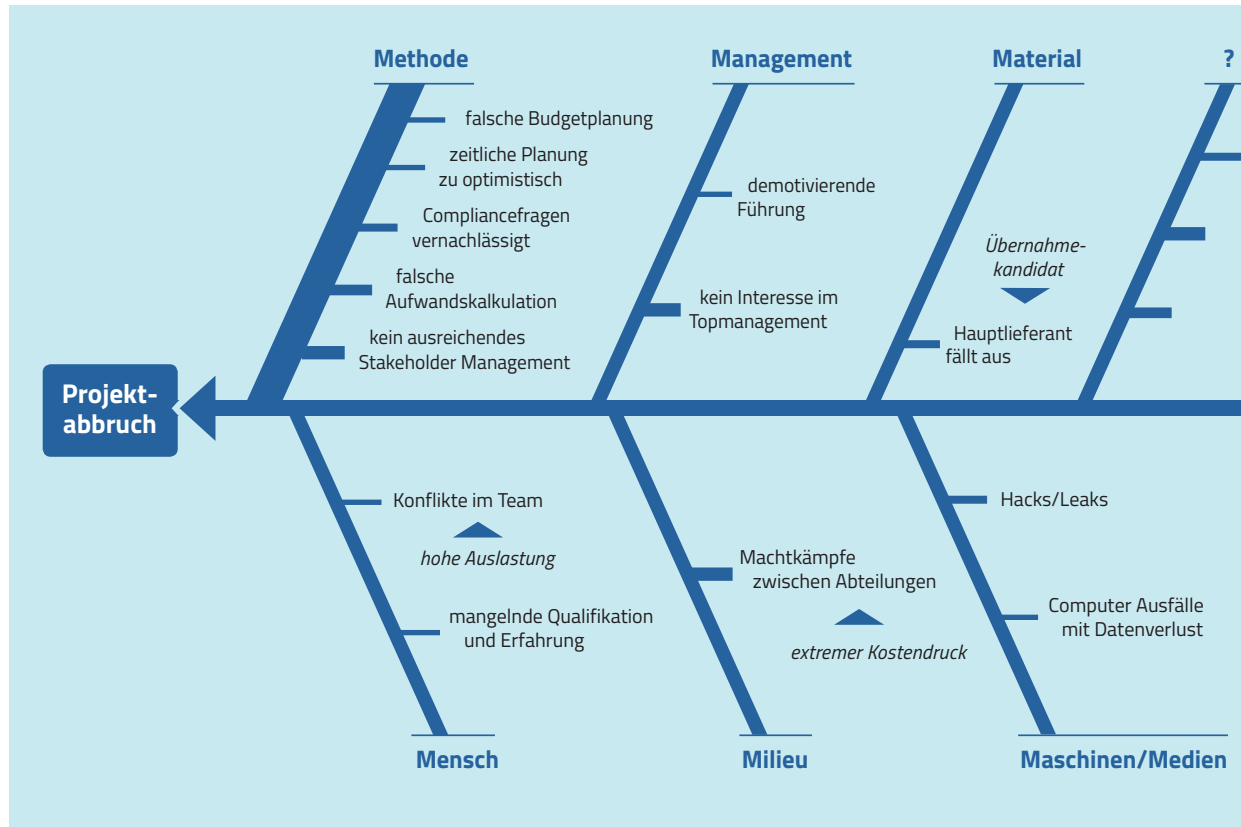 Methode
Management
Material
?
falsche Budgetplanung
zeitliche Planung
zu optimistisch
Compliancefragen
vernachlässigt
falsche
Aufwandskalkulation
kein ausreichendes
Stakeholder Management
demotivierende
Führung
kein Interesse im
Topmanagement
Übernahme-
kandidat
Hauptlieferant
fällt aus
Projekt-
abbruch
Konflikte im Team
hohe Auslastung
mangelnde Qualifikation
und Erfahrung
Machtkämpfe
zwischen Abteilungen
extremer Kostendruck
Hacks/Leaks
Computer Ausfälle
mit Datenverlust
Mensch
Milieu
Maschinen/Medien